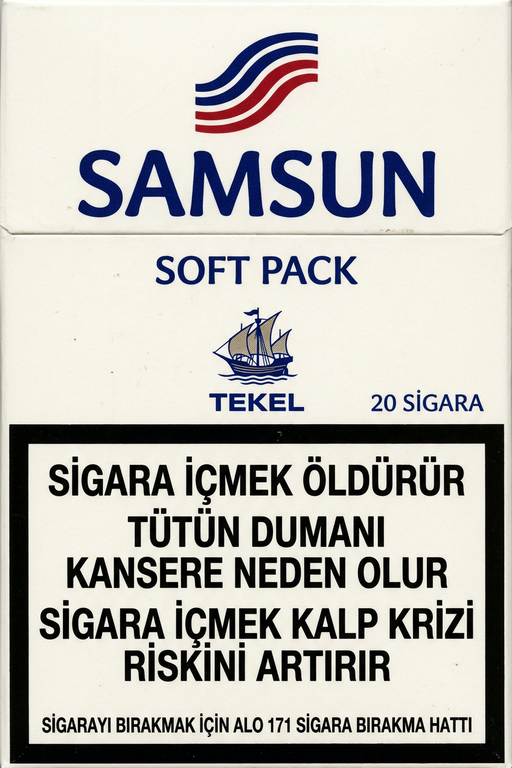 SAMSUN
SOFT PACK
TEKEL
20 SİGARA
SİGARA İÇMEK ÖLDÜRÜR
TÜTÜN DUMANI
KANSERE NEDEN OLUR
SİGARA İÇMEK KALP KRİZİ
RİSKİNİ ARTIRIR
SİGARAYI BIRAKMAK İÇİN ALO 171 SİGARA BIRAKMA HATTI